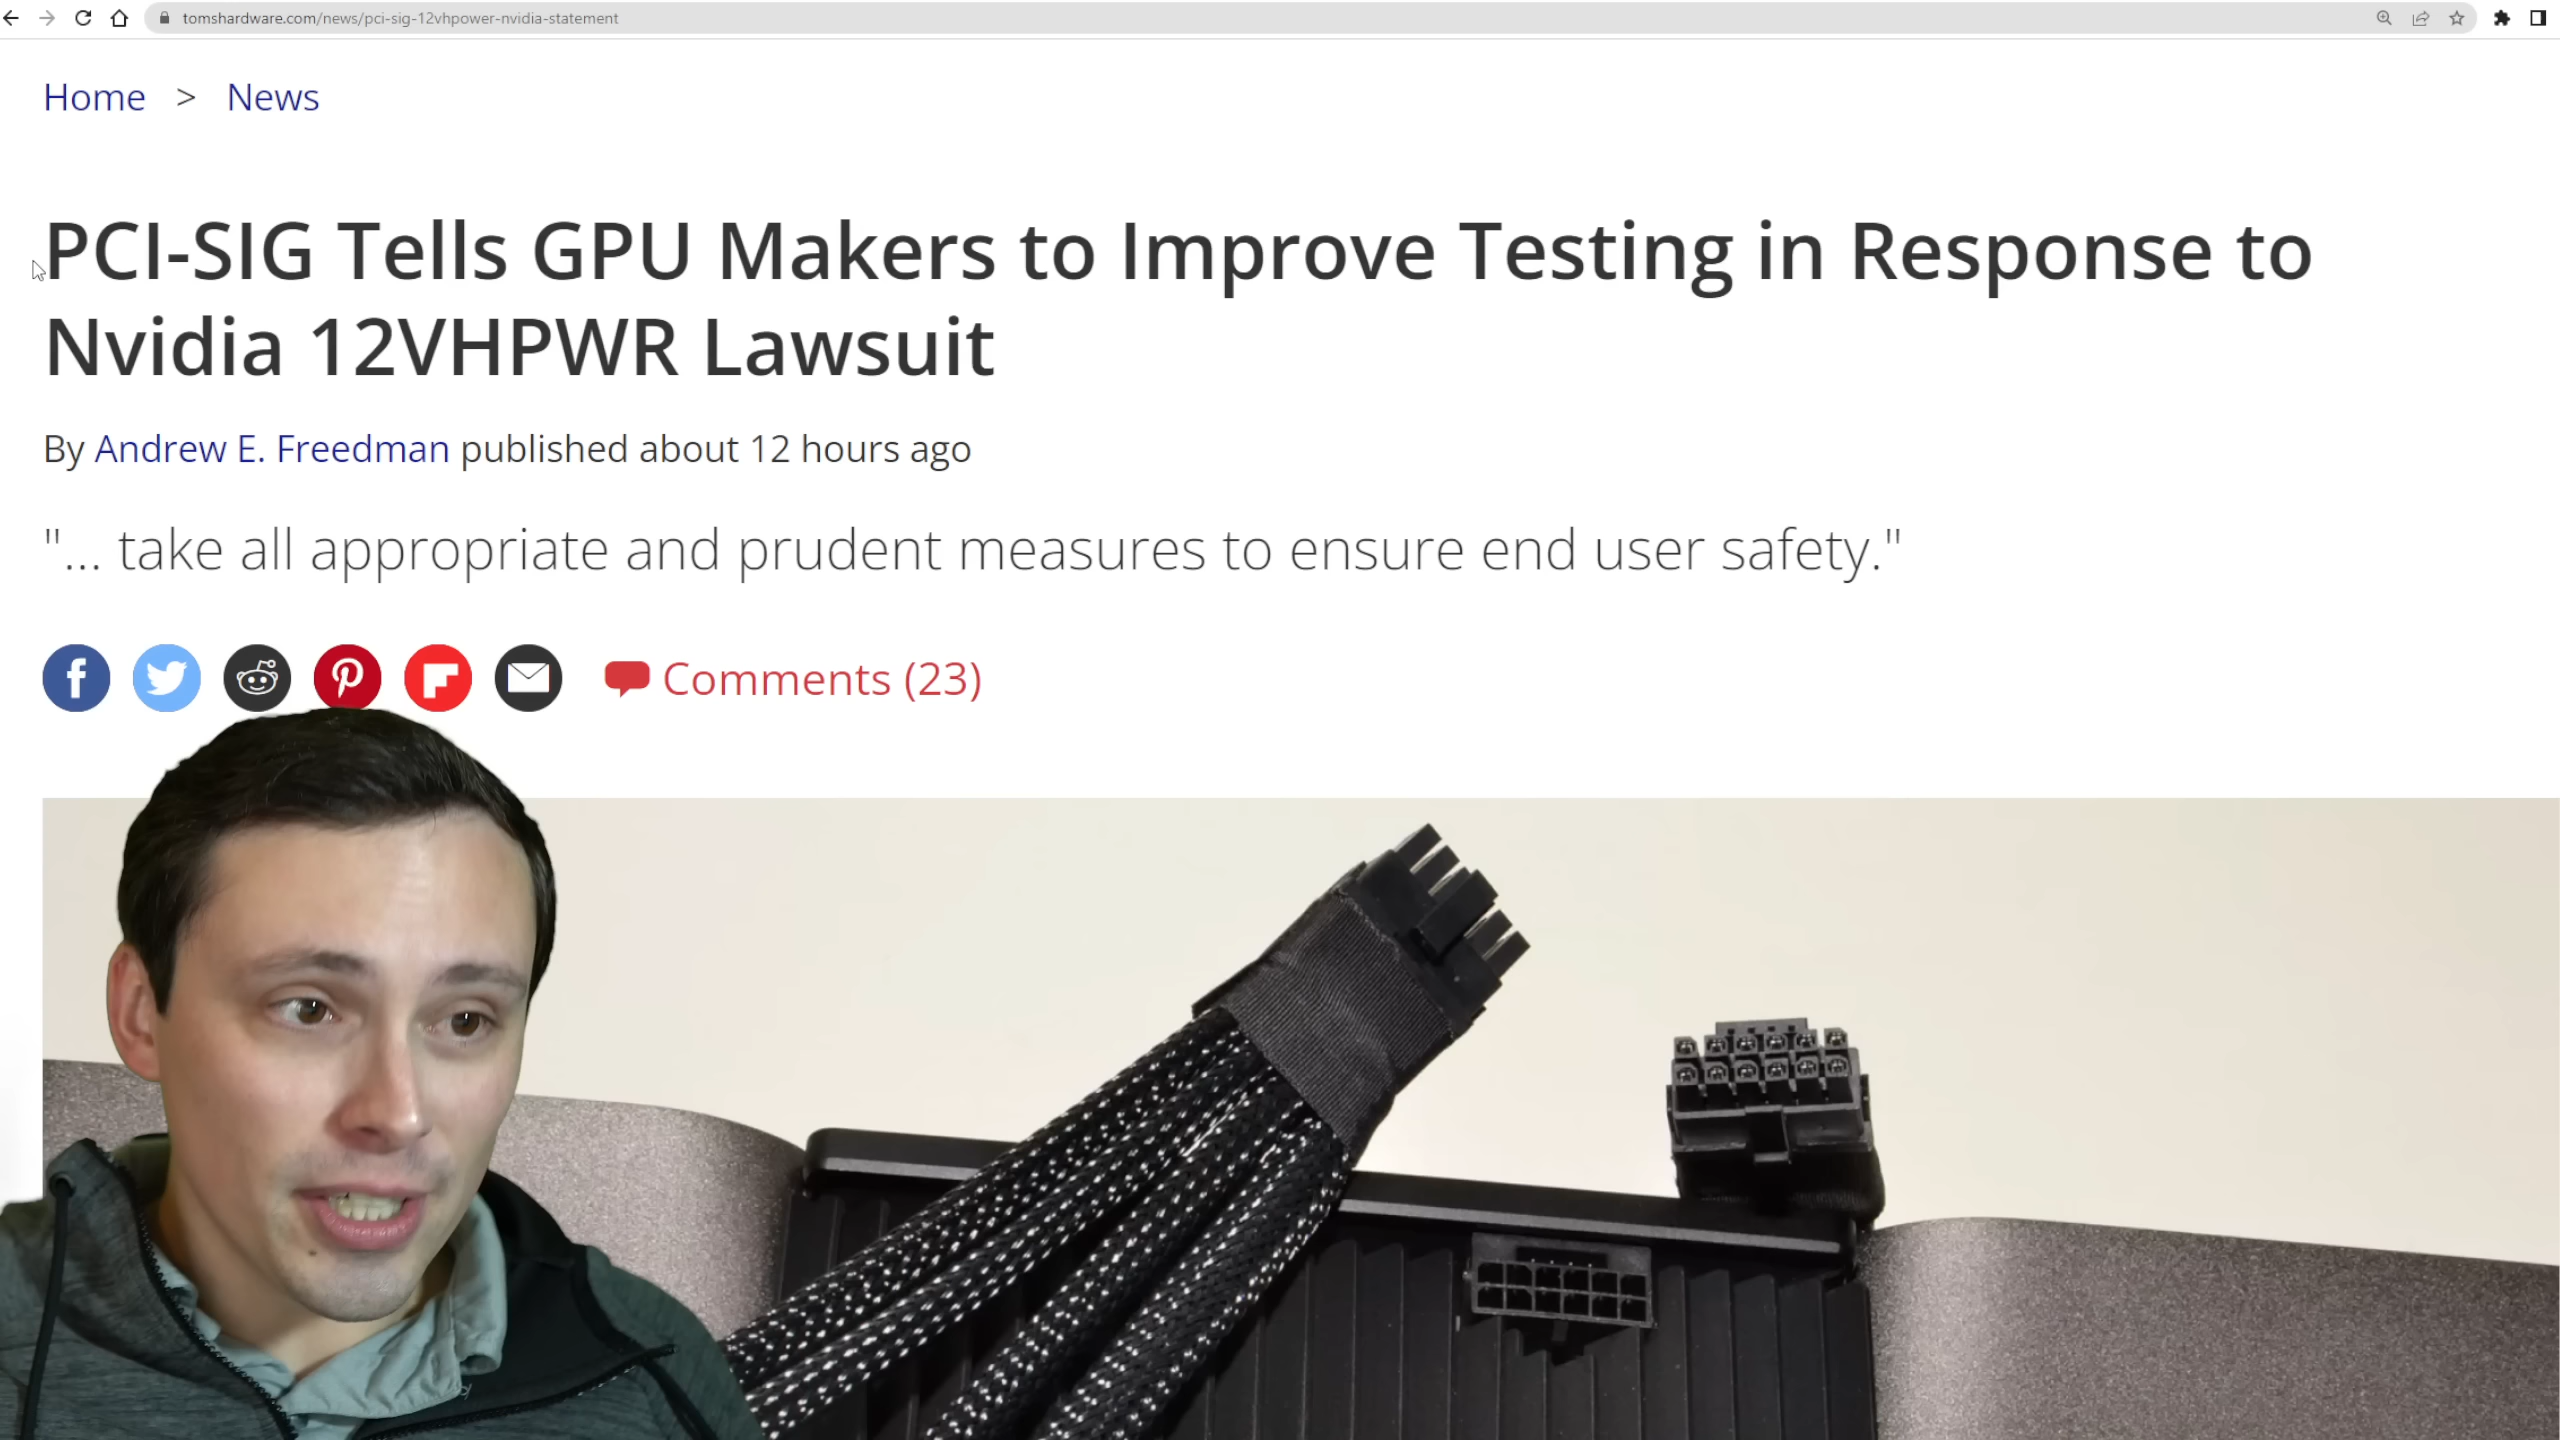 tomshardware.com/news/pci-sig-12vhpower-nvidia-statement
Home > News
PCI-SIG Tells GPU Makers to Improve Testing in Response to
Nvidia 12VHPWR Lawsuit
By Andrew E. Freedman published about 12 hours ago
"... take all appropriate and prudent measures to ensure end user safety."
Comments (23)